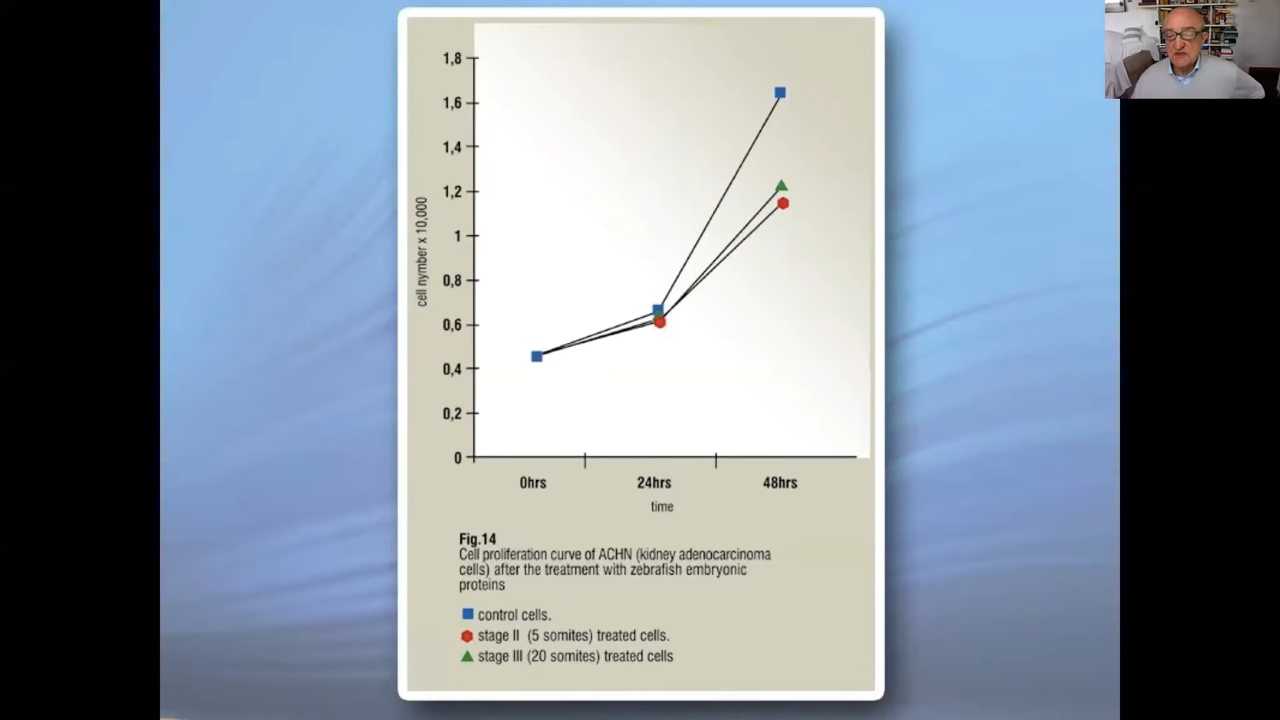 1,8
1,6
1,4
1,2
1
0,8
0,6
0,4
0,2
0
cell nymber x 10,000
0hrs 24hrs 48hrs
time
Fig.14
Cell proliferation curve of ACHN (kidney adenocarcinoma
cells) after the treatment with zebrafish embryonic
proteins
control cells.
stage II (5 somites) treated cells.
stage III (20 somites) treated cells